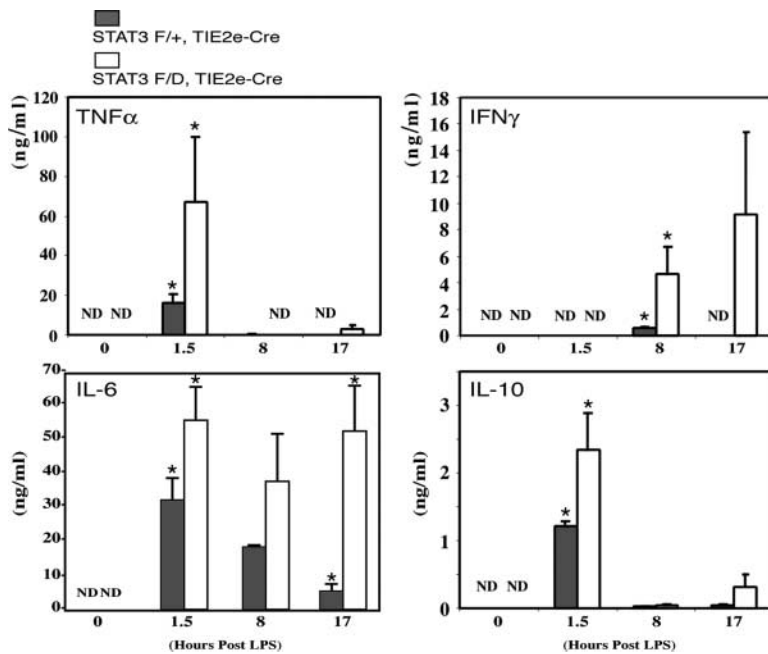 STAT3 F/+, TIE2e-Cre
STAT3 F/D, TIE2e-Cre
TNFα
(ng/ml)
120
100
80
60
40
20
0
*
*
ND ND
ND
ND
0 1.5 8 17
IFNγ
(ng/ml)
18
16
14
12
10
8
6
4
2
0
*
*
ND ND
ND ND
ND
0 1.5 8 17
IL-6
(ng/ml)
70
60
50
40
30
20
10
0
*
*
*
*
ND ND
0 1.5 8 17
(Hours Post LPS)
IL-10
(ng/ml)
3
2
1
0
*
*
ND ND
0 1.5 8 17
(Hours Post LPS)